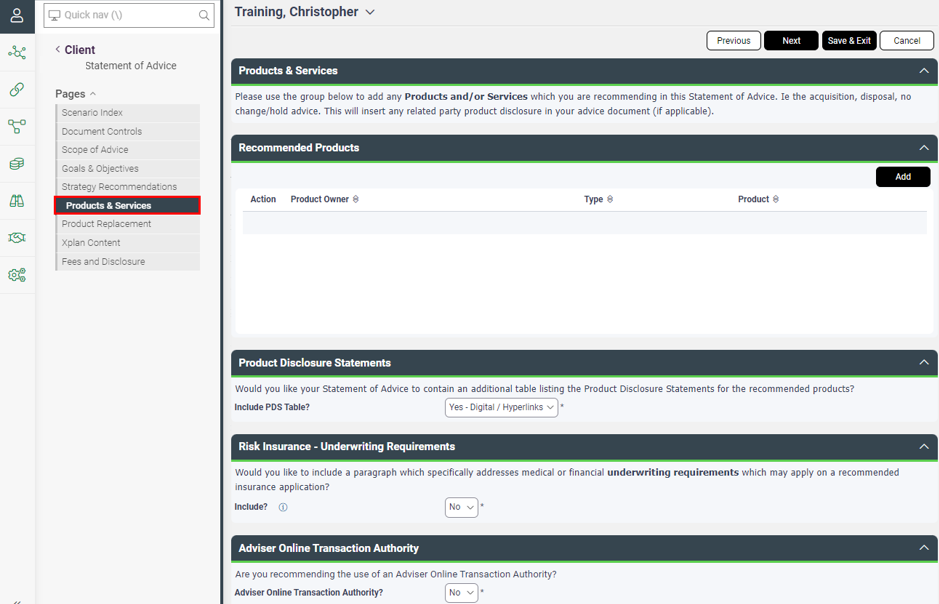 Quick nav (\)
Training, Christopher
Previous
Next
Save & Exit
Cancel
Client
Statement of Advice
Pages
Scenario Index
Document Controls
Scope of Advice
Goals & Objectives
Strategy Recommendations
Products & Services
Product Replacement
Xplan Content
Fees and Disclosure
Products & Services
Please use the group below to add any Products and/or Services which you are recommending in this Statement of Advice. Ie the acquisition, disposal, no
change/hold advice. This will insert any related party product disclosure in your advice document (if applicable).
Recommended Products
Add
Action Product Owner Type Product
Product Disclosure Statements
Would you like your Statement of Advice to contain an additional table listing the Product Disclosure Statements for the recommended products?
Include PDS Table? Yes - Digital / Hyperlinks *
Risk Insurance - Underwriting Requirements
Would you like to include a paragraph which specifically addresses medical or financial underwriting requirements which may apply on a recommended
insurance application?
Include? No *
Adviser Online Transaction Authority
Are you recommending the use of an Adviser Online Transaction Authority?
Adviser Online Transaction Authority? No *